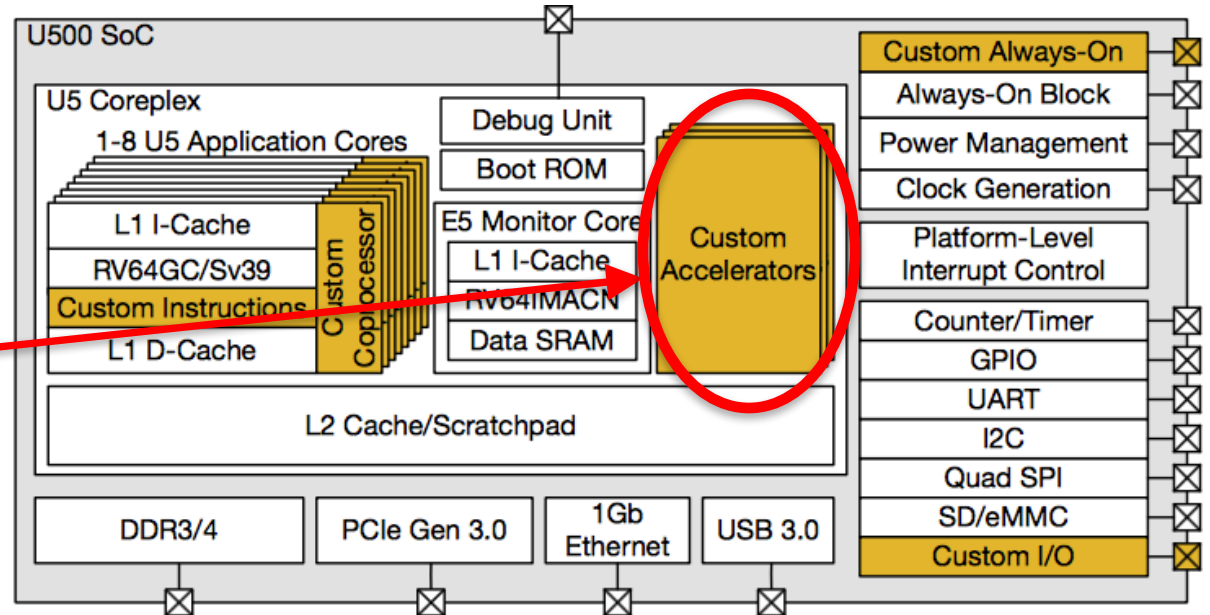 U500 SoC
U5 Coreplex
1-8 U5 Application Cores
L1 I-Cache
RV64GC/Sv39
Custom Instructions
L1 D-Cache
Custom
Coprocessor
Debug Unit
Boot ROM
E5 Monitor Core
L1 I-Cache
RV64IMACN
Data SRAM
Custom
Accelerators
L2 Cache/Scratchpad
DDR3/4
PCIe Gen 3.0
1Gb
Ethernet
USB 3.0
Custom Always-On
Always-On Block
Power Management
Clock Generation
Platform-Level
Interrupt Control
Counter/Timer
GPIO
UART
I2C
Quad SPI
SD/eMMC
Custom I/O